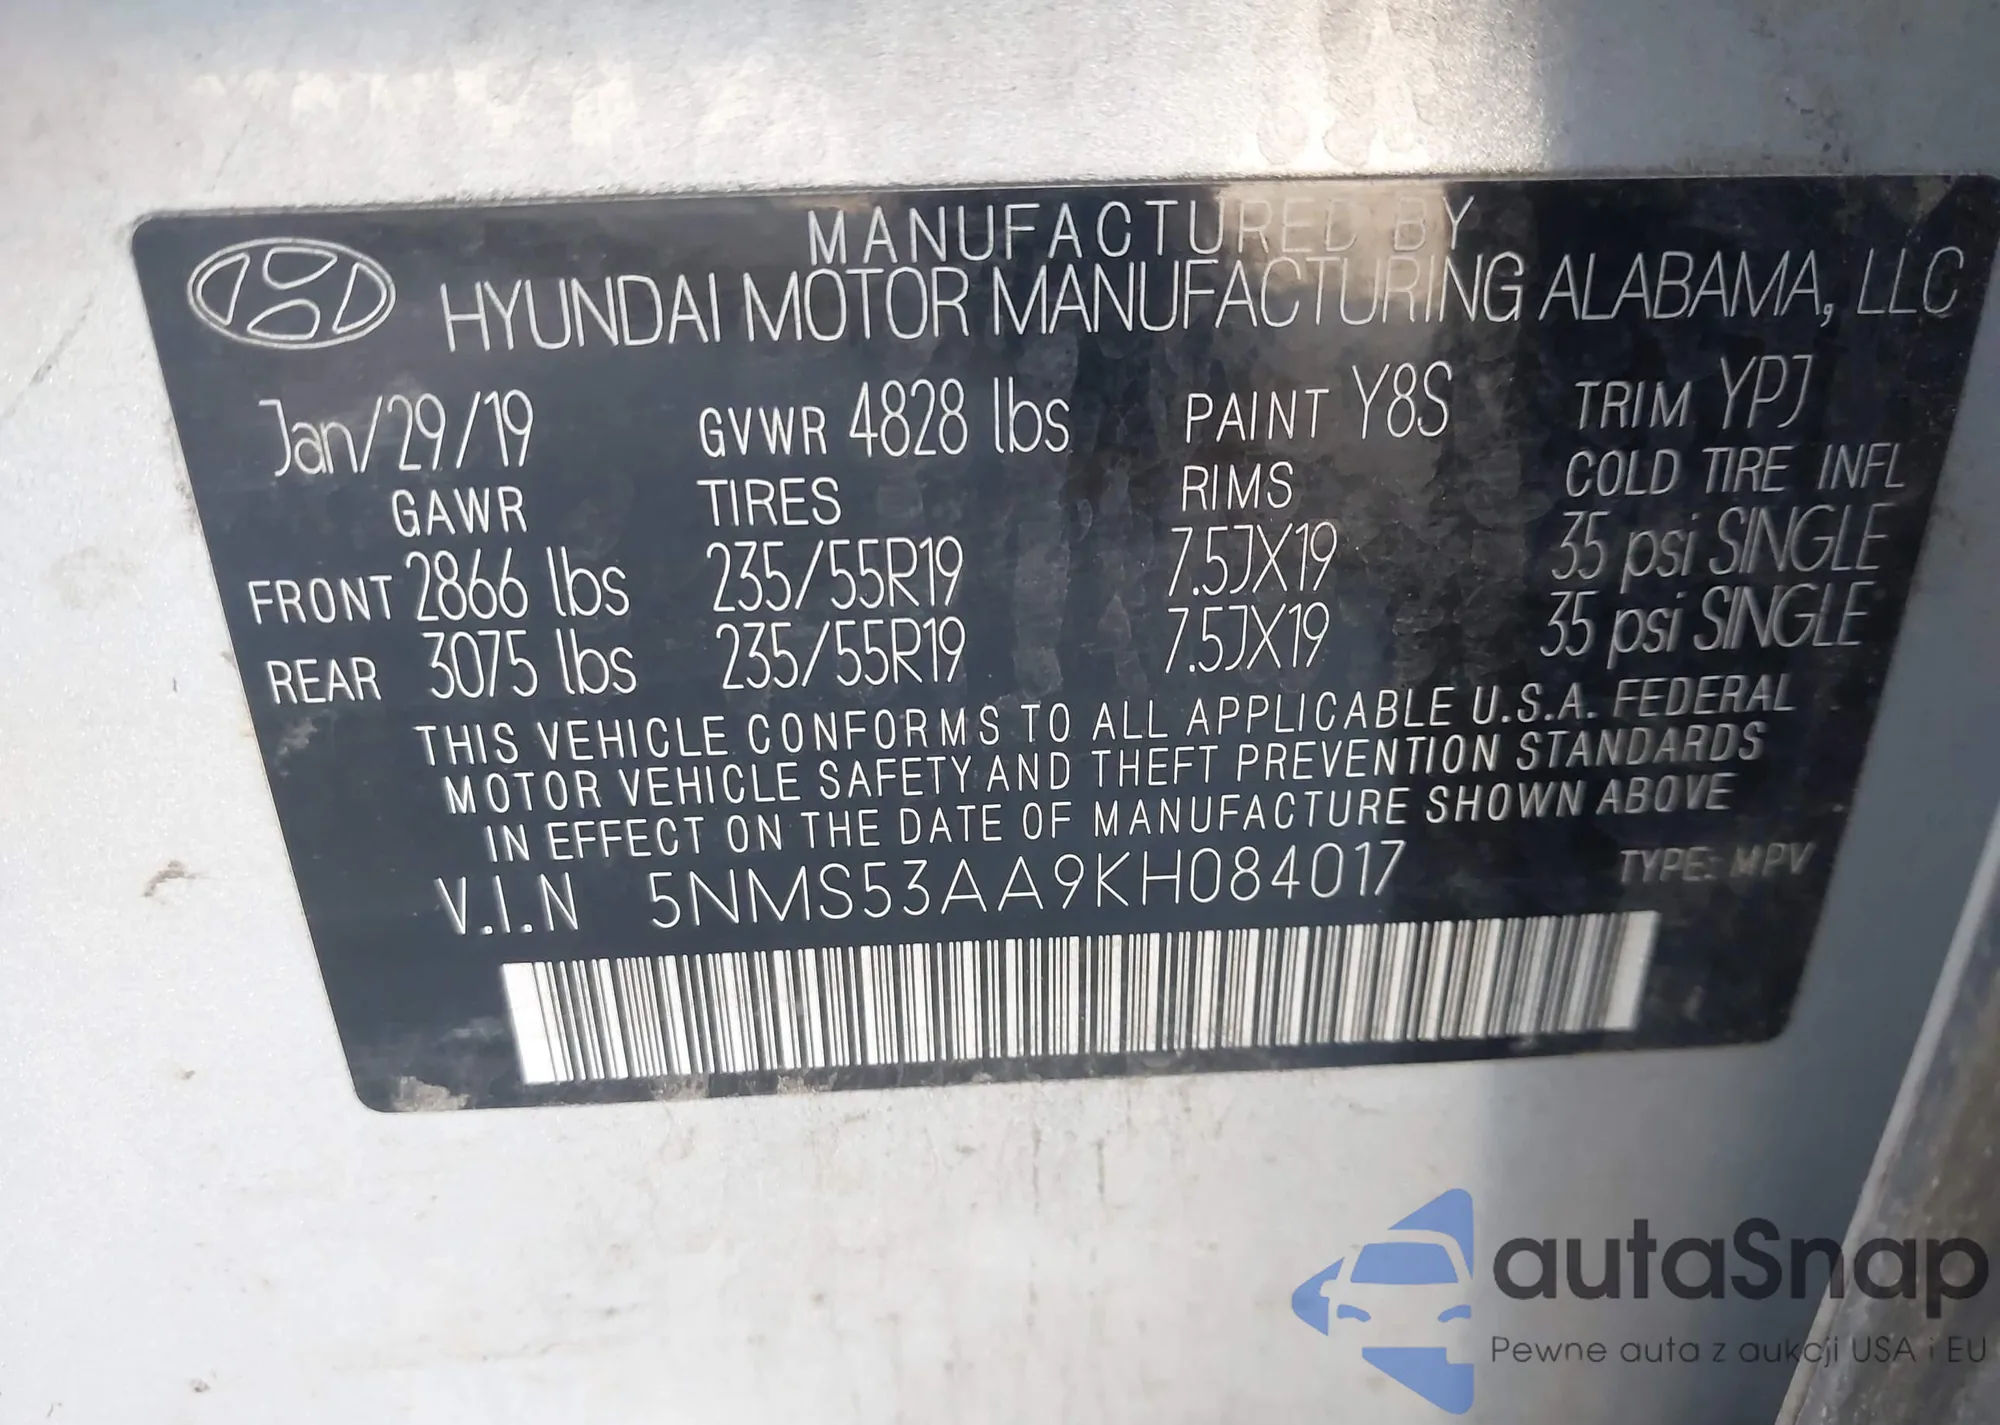 MANUFACTURED BY
HYUNDAI MOTOR MANUFACTURING ALABAMA, LLC
Jan/29/19 GVWR 4828 lbs PAINT Y8S TRIM YPJ
GAWR TIRES RIMS COLD TIRE INFL
FRONT 2866 lbs 235/55R19 7.5JX19 35 psi SINGLE
REAR 3075 lbs 235/55R19 7.5JX19 35 psi SINGLE
THIS VEHICLE CONFORMS TO ALL APPLICABLE U.S.A. FEDERAL
MOTOR VEHICLE SAFETY AND THEFT PREVENTION STANDARDS
IN EFFECT ON THE DATE OF MANUFACTURE SHOWN ABOVE
V.I.N 5NMS53AA9KH084017 TYPE: MPV
autaSnap
Pewne auta z aukcji USA i EU